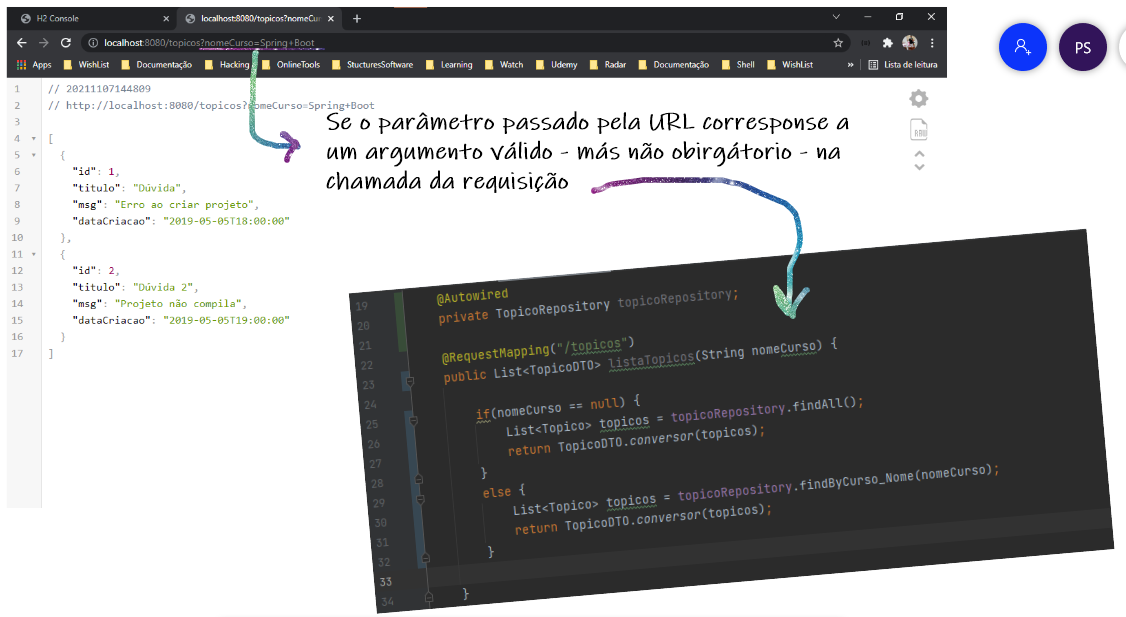 H2 Console
localhost:8080/topicos?nomeCur
localhost:8080/topicos?nomeCurso=Spring+Boot
Apps WishList Documentação Hacking OnlineTools StucturesSoftware Learning Watch Udemy Radar Documentação Shell WishList » Lista de leitura
PS
1 // 20211107144809
2 // http://localhost:8080/topicos?nomeCurso=Spring+Boot
3
4 [
5 {
6 "id": 1,
7 "titulo": "Dúvida",
8 "msg": "Erro ao criar projeto",
9 "dataCriacao": "2019-05-05T18:00:00"
10 },
11 {
12 "id": 2,
13 "titulo": "Dúvida 2",
14 "msg": "Projeto não compila",
15 "dataCriacao": "2019-05-05T19:00:00"
16 }
17 ]
RAW
Se o parâmetro passado pela URL corresponse a
um argumento válido - más não obirgátorio - na
chamada da requisição
19 @Autowired
20 private TopicoRepository topicoRepository;
21
22 @RequestMapping("/topicos")
23 public List<TopicoDTO> listaTopicos(String nomeCurso) {
24
25 if(nomeCurso == null) {
26 List<Topico> topicos = topicoRepository.findAll();
27 return TopicoDTO.conversor(topicos);
28 }
29 else {
30 List<Topico> topicos = topicoRepository.findByCurso_Nome(nomeCurso);
31 return TopicoDTO.conversor(topicos);
32 }
33
34 }